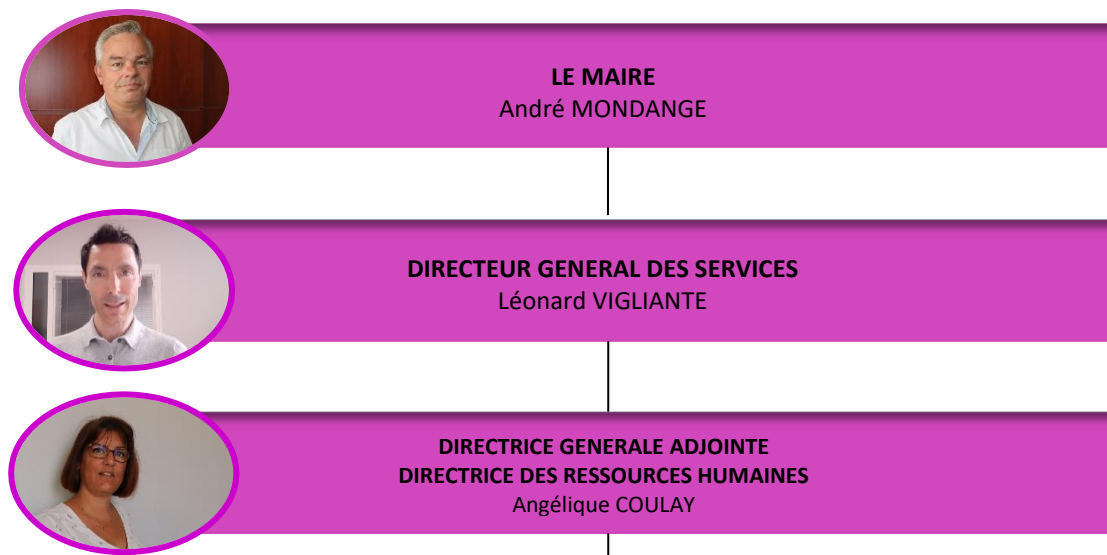 LE MAIRE
André MONDANGE
DIRECTEUR GENERAL DES SERVICES
Léonard VIGLIANTE
DIRECTRICE GENERALE ADJOINTE
DIRECTRICE DES RESSOURCES HUMAINES
Angélique COULAY